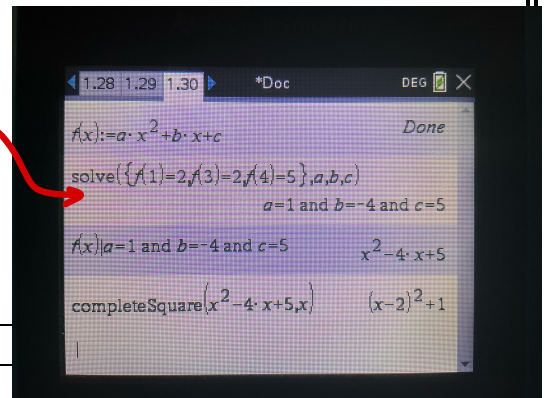 1.28 1.29 1.30 *Doc DEG
f(x):=a·x²+b·x+c Done
solve({f(1)=2,f(3)=2,f(4)=5},a,b,c)
a=1 and b=-4 and c=5
f(x)|a=1 and b=-4 and c=5 x²-4·x+5
completeSquare(x²-4·x+5,x) (x-2)²+1